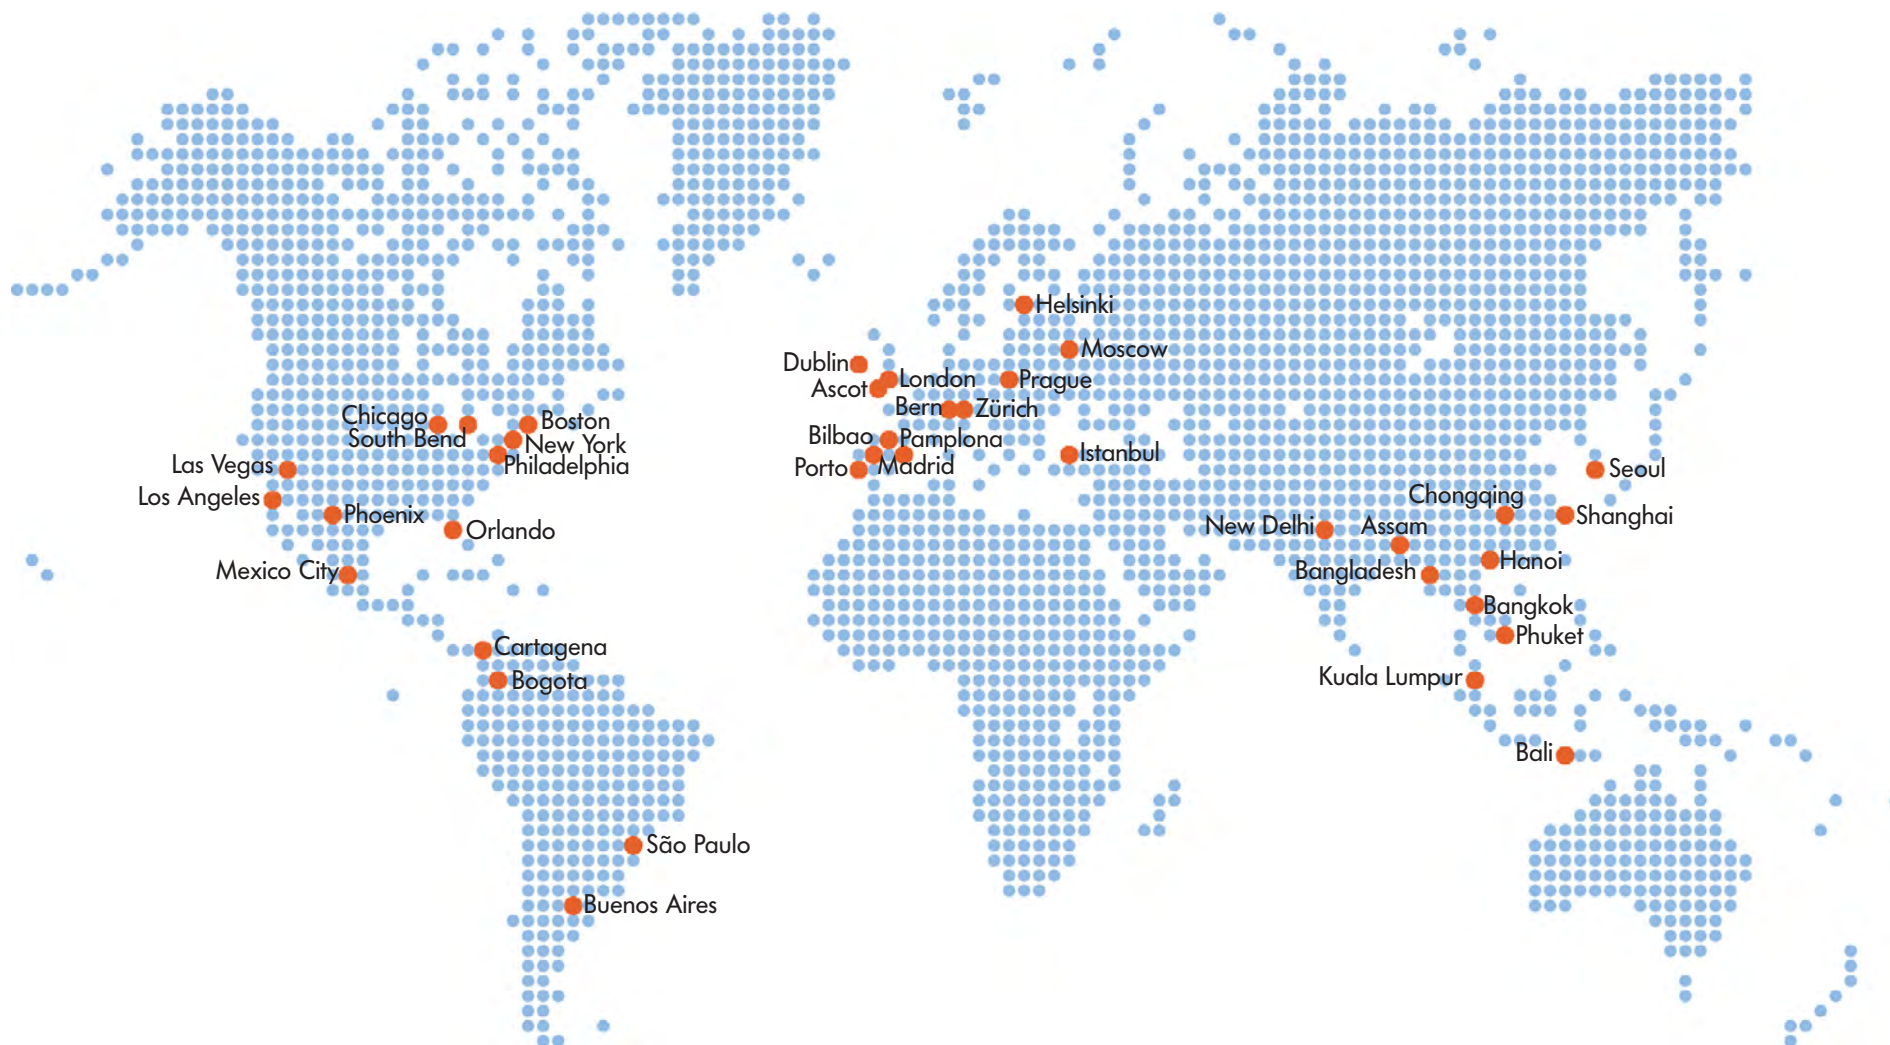 Helsinki
Moscow
Dublin
London
Prague
Ascot
Bern
Zürich
Chicago
Boston
South Bend
New York
Philadelphia
Bilbao
Pamplona
Las Vegas
Porto
Madrid
Istanbul
Seoul
Los Angeles
Chongqing
Phoenix
Shanghai
Orlando
New Delhi
Assam
Hanoi
Mexico City
Bangladesh
Bangkok
Phuket
Cartagena
Bogota
Kuala Lumpur
Bali
São Paulo
Buenos Aires